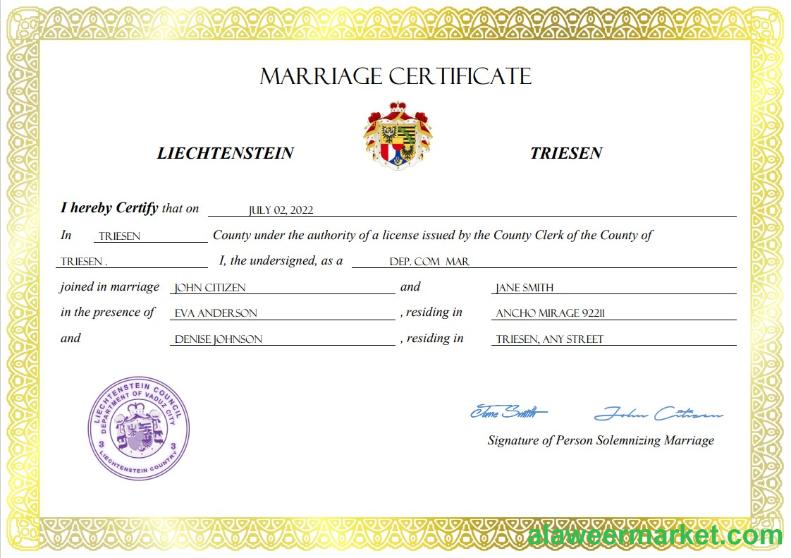 MARRIAGE CERTIFICATE
LIECHTENSTEIN TRIESEN
I hereby Certify that on JULY 02, 2022
In TRIESEN County under the authority of a license issued by the County Clerk of the County of
TRIESEN . I, the undersigned, as a DEP. COM MAR
joined in marriage JOHN CITIZEN and JANE SMITH
in the presence of EVA ANDERSON , residing in ANCHO MIRAGE 92211
and DENISE JOHNSON , residing in TRIESEN, ANY STREET
LIECHTENSTEIN COUNCIL
DEPARTMENT OF VADUZ CITY
3 3
LIECHTENSTEIN COUNTRY
Jane Smith John Citizen
Signature of Person Solemnizing Marriage
alaweermarket.com